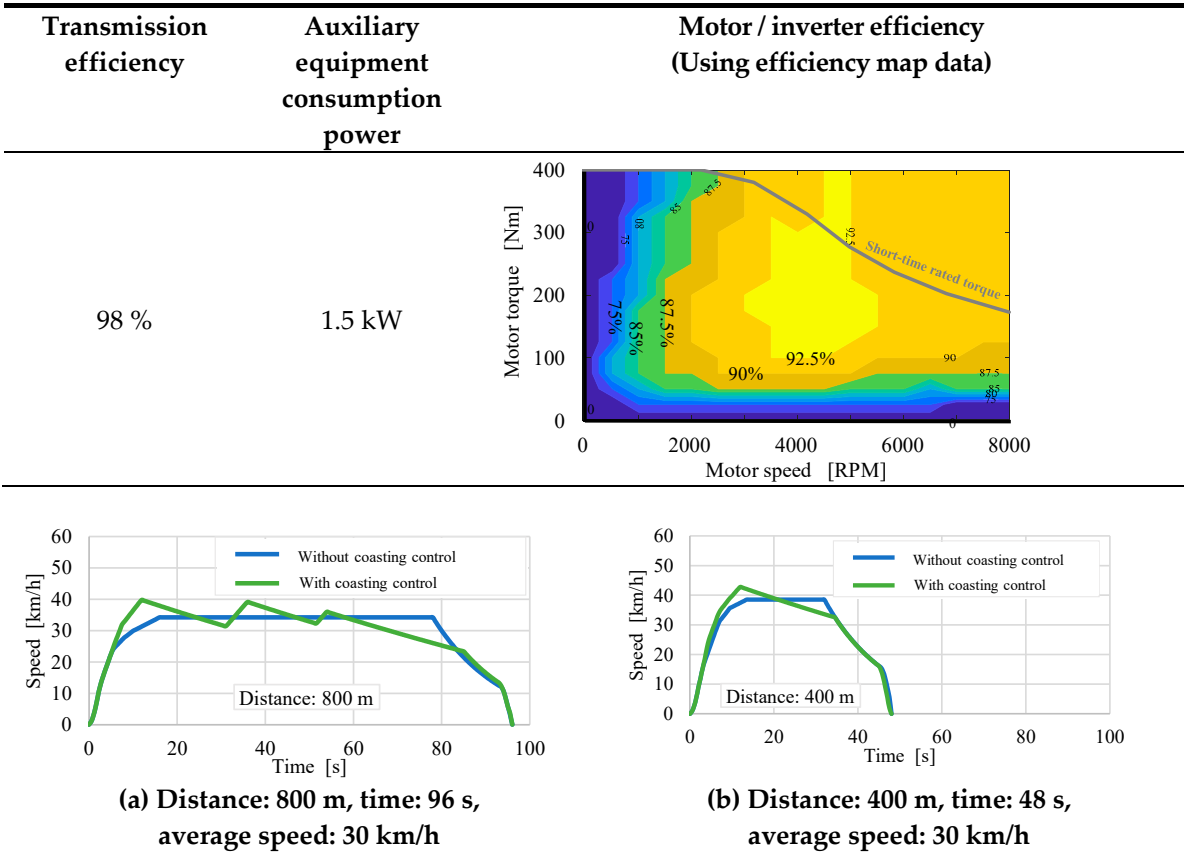 Transmission efficiency
Auxiliary equipment consumption power
Motor / inverter efficiency
(Using efficiency map data)
98 %
1.5 kW
Motor torque [Nm]
400
300
200
100
0
0
0
75
80
85
87.5
92.5
Short-time rated torque
75%
85%
87.5%
90%
92.5%
90
87.5
85
80
75
0
0
2000
4000
6000
8000
Motor speed [RPM]
Speed [km/h]
60
50
40
30
20
10
0
Without coasting control
With coasting control
Distance: 800 m
0
20
40
60
80
100
Time [s]
(a) Distance: 800 m, time: 96 s,
average speed: 30 km/h
Speed [km/h]
60
50
40
30
20
10
0
Without coasting control
With coasting control
Distance: 400 m
0
20
40
60
80
100
Time [s]
(b) Distance: 400 m, time: 48 s,
average speed: 30 km/h